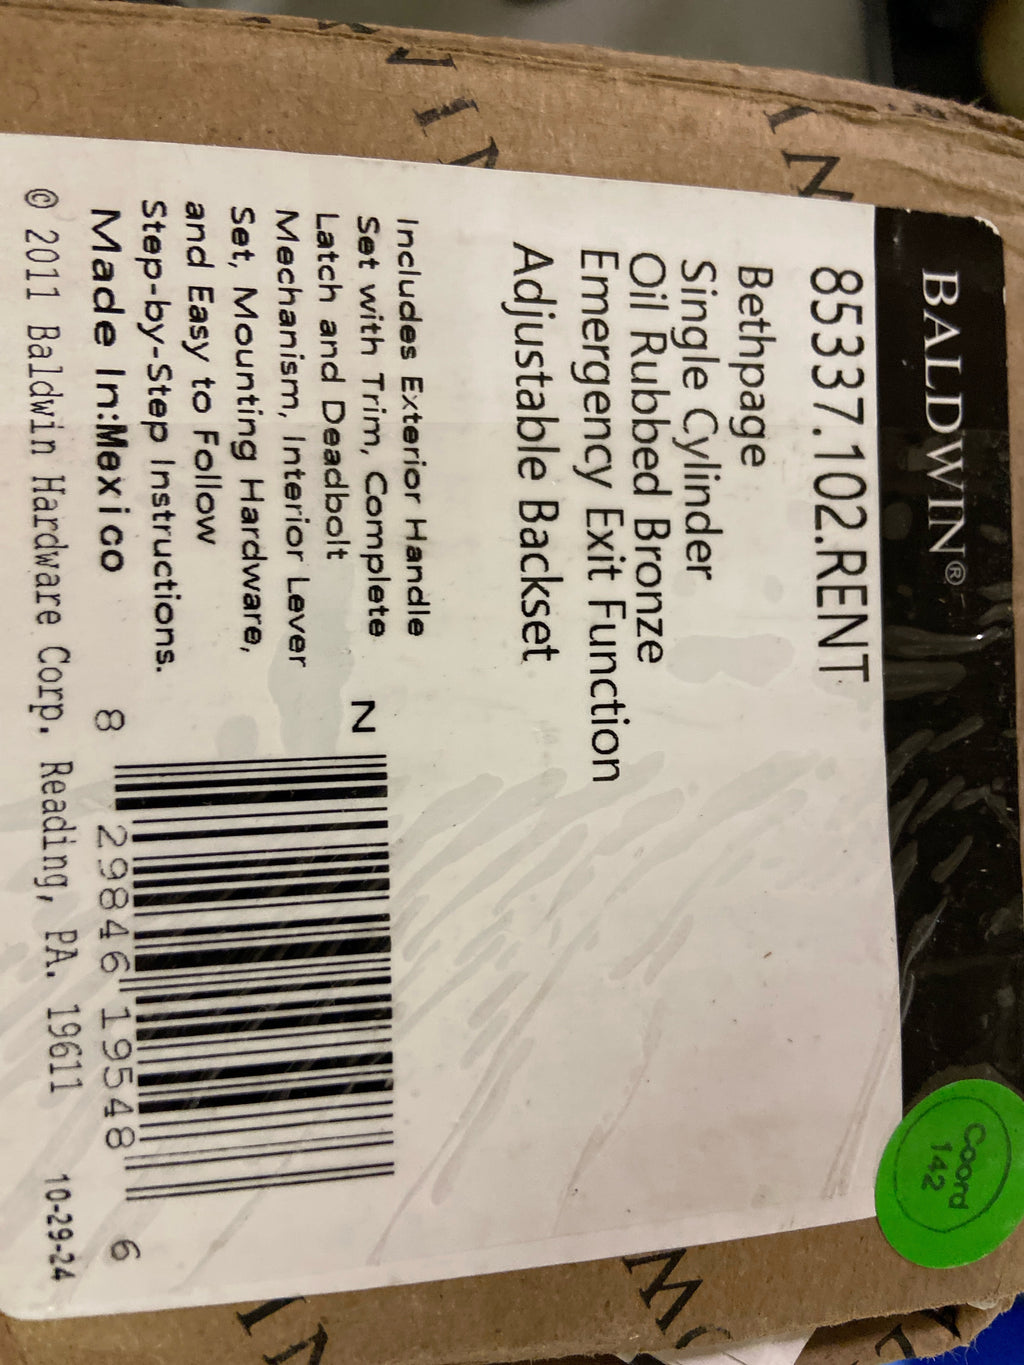 BALDWIN®
85337.102.RENT
Bethpage
Single Cylinder
Oil Rubbed Bronze
Emergency Exit Function
Adjustable Backset
Includes Exterior Handle
Set with Trim, Complete
Latch and Deadbolt
Mechanism, Interior Lever
Set, Mounting Hardware,
and Easy to Follow
Step-by-Step Instructions.
Made In:Mexico
N
8 29846 19548 6
© 2011 Baldwin Hardware Corp. Reading, PA. 19611 10-29-24
Coord
142